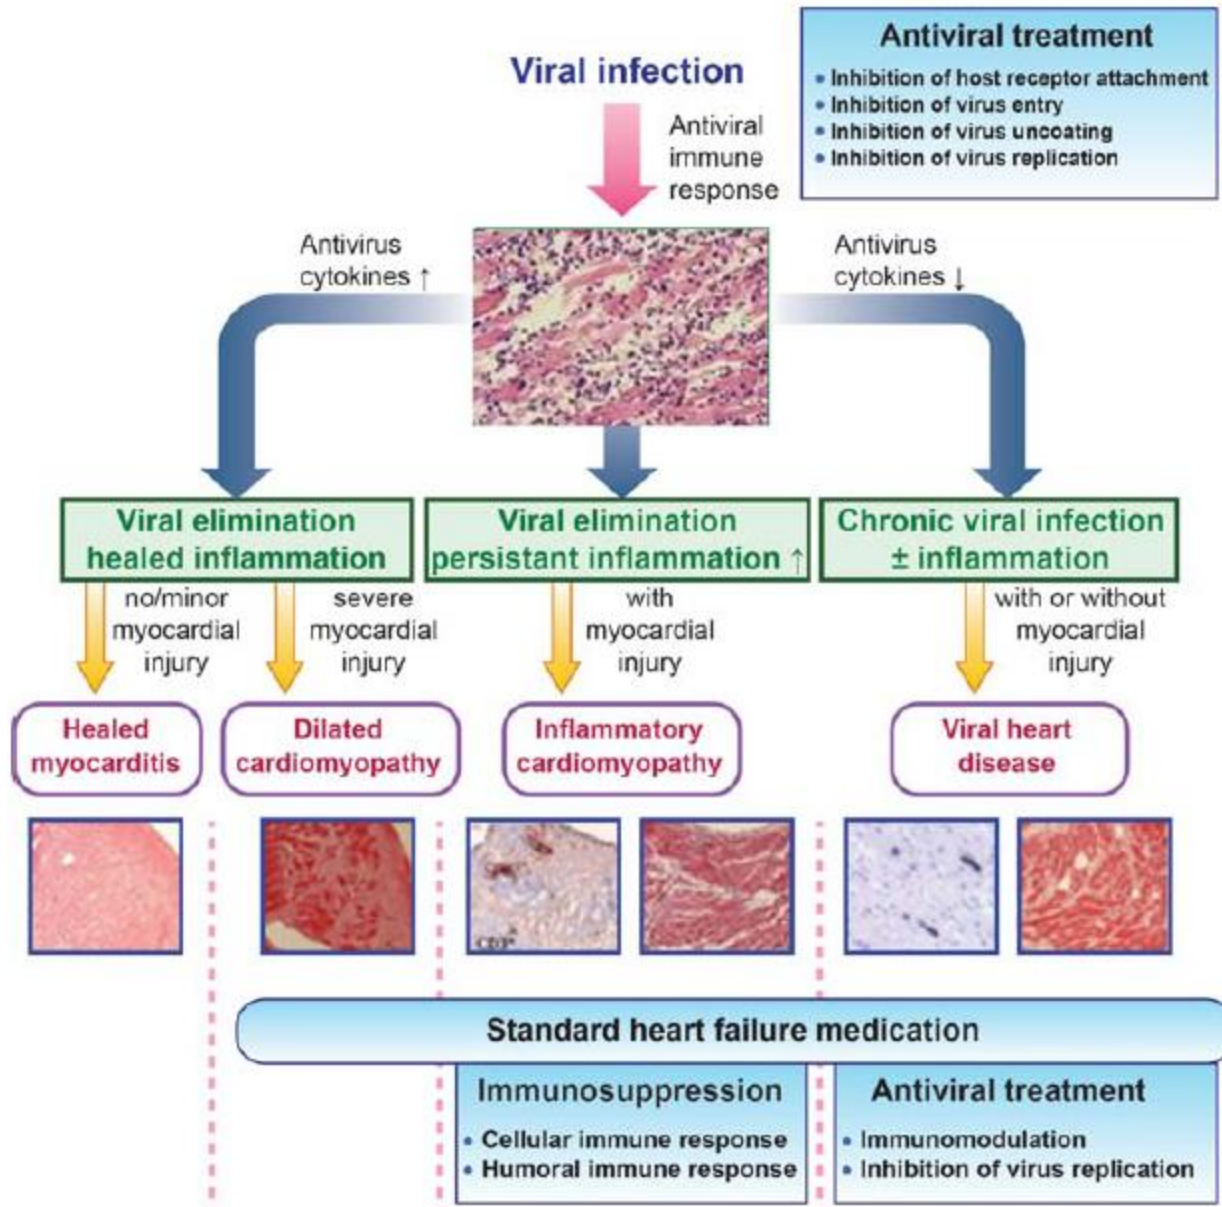 Viral infection
Antiviral treatment
• Inhibition of host receptor attachment
• Inhibition of virus entry
• Inhibition of virus uncoating
• Inhibition of virus replication
Antiviral
immune
response
Antivirus
cytokines ↑
Antivirus
cytokines ↓
Viral elimination
healed inflammation
Viral elimination
persistant inflammation ↑
Chronic viral infection
± inflammation
no/minor
myocardial
injury
severe
myocardial
injury
with
myocardial
injury
with or without
myocardial
injury
Healed
myocarditis
Dilated
cardiomyopathy
Inflammatory
cardiomyopathy
Viral heart
disease
Standard heart failure medication
Immunosuppression
• Cellular immune response
• Humoral immune response
Antiviral treatment
• Immunomodulation
• Inhibition of virus replication